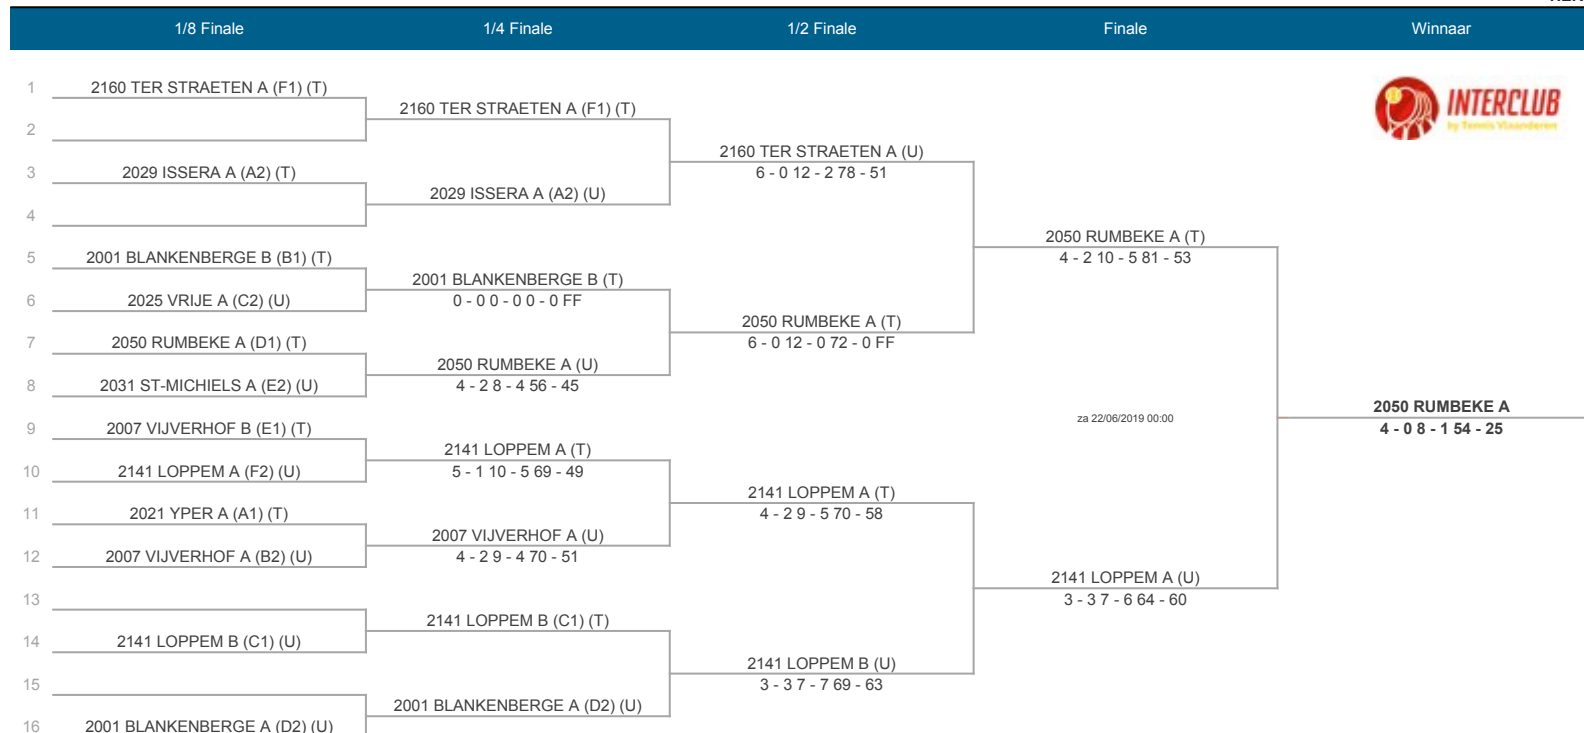 1/8 Finale 1/4 Finale 1/2 Finale Finale Winnaar
1 2160 TER STRAETEN A (F1) (T)
2160 TER STRAETEN A (F1) (T)
INTERCLUB
by Tennis Vlaanderen
2
2160 TER STRAETEN A (U)
3 2029 ISSERA A (A2) (T)
6 - 0 12 - 2 78 - 51
2029 ISSERA A (A2) (U)
4
2050 RUMBEKE A (T)
5 2001 BLANKENBERGE B (B1) (T)
4 - 2 10 - 5 81 - 53
2001 BLANKENBERGE B (T)
6 2025 VRIJE A (C2) (U)
0 - 0 0 - 0 0 - 0 FF
2050 RUMBEKE A (T)
7 2050 RUMBEKE A (D1) (T)
6 - 0 12 - 0 72 - 0 FF
2050 RUMBEKE A (U)
8 2031 ST-MICHIELS A (E2) (U)
4 - 2 8 - 4 56 - 45
2050 RUMBEKE A
za 22/06/2019 00:00
9 2007 VIJVERHOF B (E1) (T)
4 - 0 8 - 1 54 - 25
2141 LOPPEM A (T)
10 2141 LOPPEM A (F2) (U)
5 - 1 10 - 5 69 - 49
2141 LOPPEM A (T)
11 2021 YPER A (A1) (T)
4 - 2 9 - 5 70 - 58
2007 VIJVERHOF A (U)
12 2007 VIJVERHOF A (B2) (U)
4 - 2 9 - 4 70 - 51
2141 LOPPEM A (U)
13
3 - 3 7 - 6 64 - 60
2141 LOPPEM B (C1) (T)
14 2141 LOPPEM B (C1) (U)
2141 LOPPEM B (U)
15
3 - 3 7 - 7 69 - 63
2001 BLANKENBERGE A (D2) (U)
16 2001 BLANKENBERGE A (D2) (U)